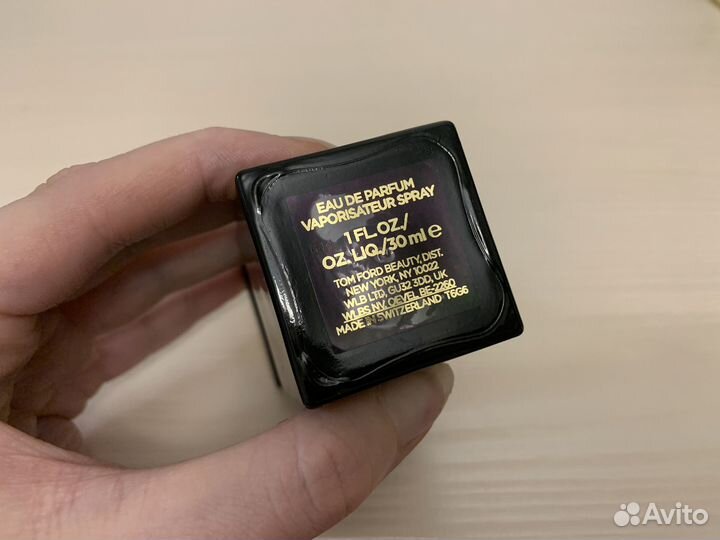 EAU DE PARFUM
VAPORISATEUR SPRAY
1 FL.OZ./
OZ. LIQ./30 ml e
TOM FORD BEAUTY, DIST.
NEW YORK, NY 10022
WLB LTD, GU32 3DD, UK
WLBS NV. OEVEL BE-2260
MADE IN SWITZERLAND T6G6
Avito